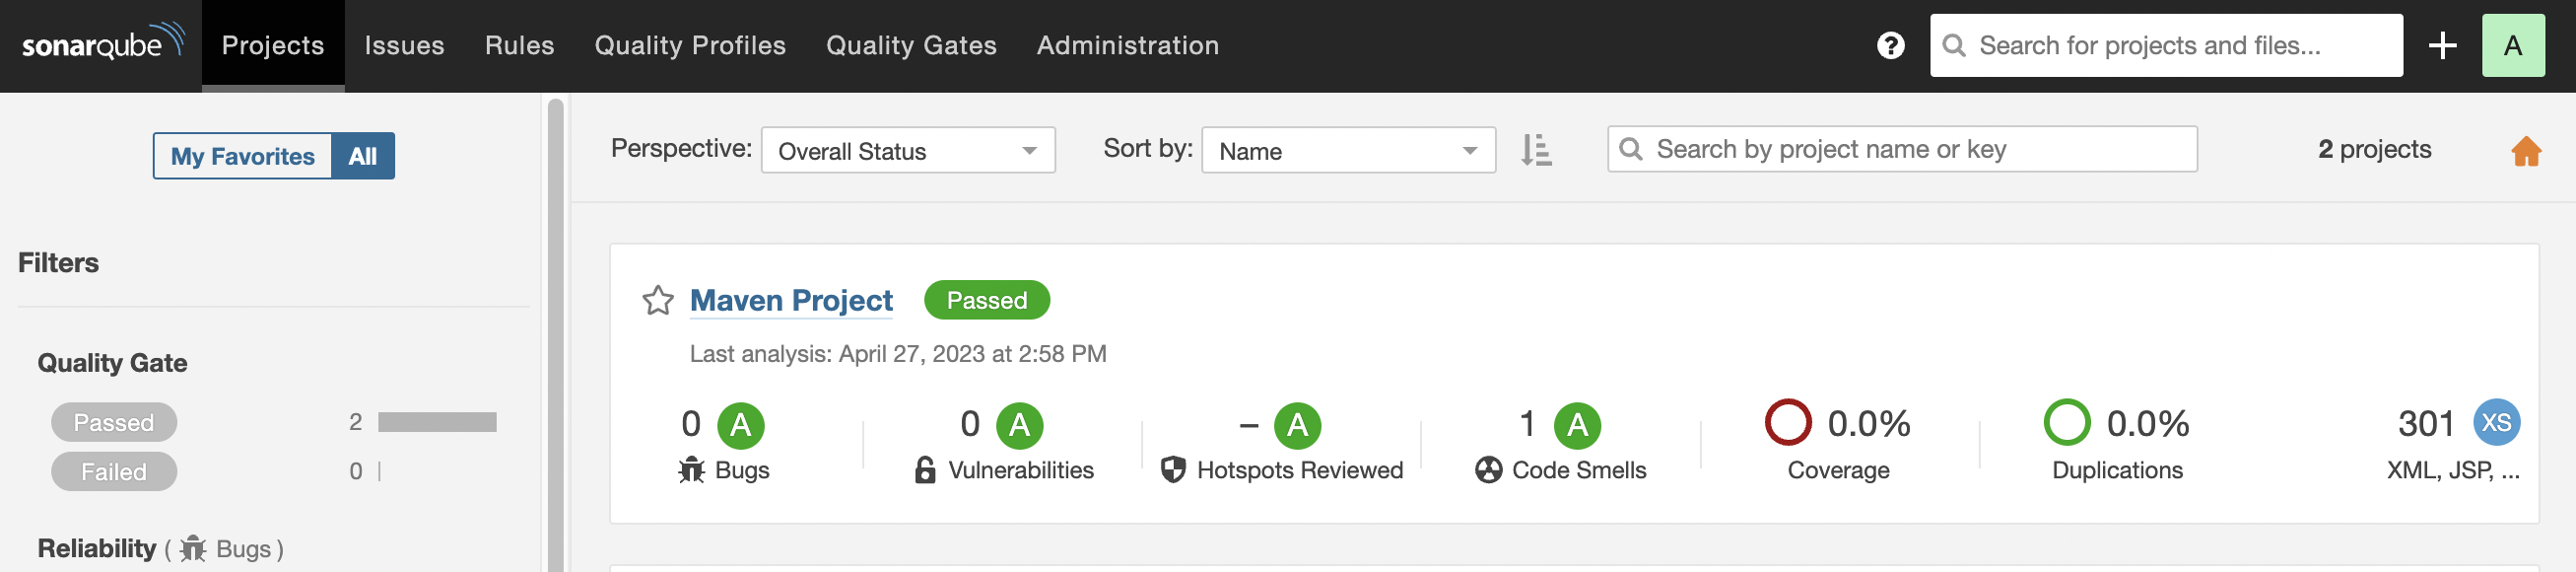 sonarqube Projects Issues Rules Quality Profiles Quality Gates Administration ? Search for projects and files... + A
My Favorites All
Perspective: Overall Status Sort by: Name Search by project name or key 2 projects
Filters
Quality Gate
Passed 2
Failed 0
Reliability ( Bugs )
Maven Project Passed
Last analysis: April 27, 2023 at 2:58 PM
0 A 0 A – A 1 A 0.0% 0.0% 301 XS
Bugs Vulnerabilities Hotspots Reviewed Code Smells Coverage Duplications XML, JSP, ...